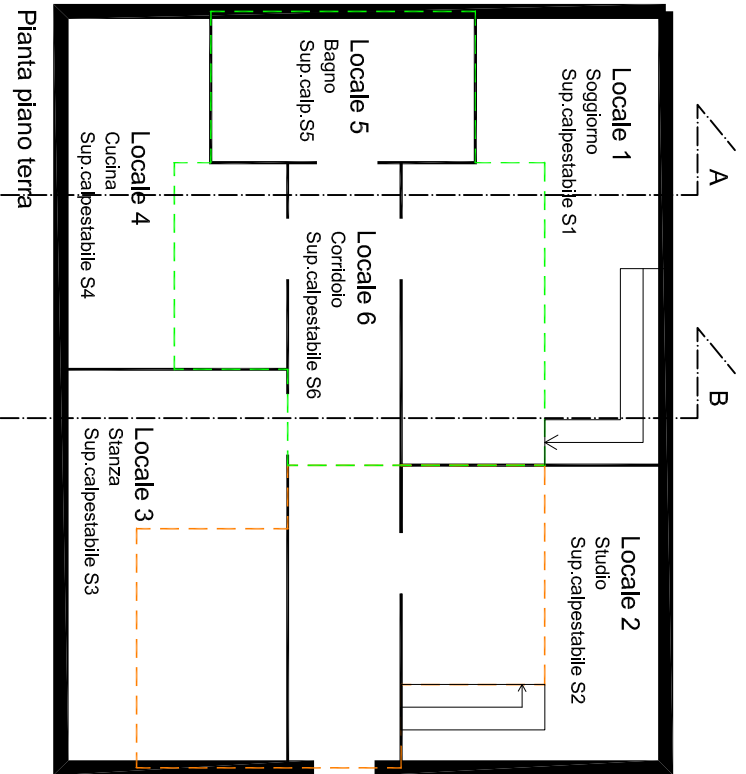 A
B
Locale 1
Soggiorno
Sup.calpestabile S1
Locale 2
Studio
Sup.calpestabile S2
Locale 5
Bagno
Sup.calp.S5
Locale 6
Corridoio
Sup.calpestabile S6
Locale 4
Cucina
Sup.calpestabile S4
Locale 3
Stanza
Sup.calpestabile S3
Pianta piano terra